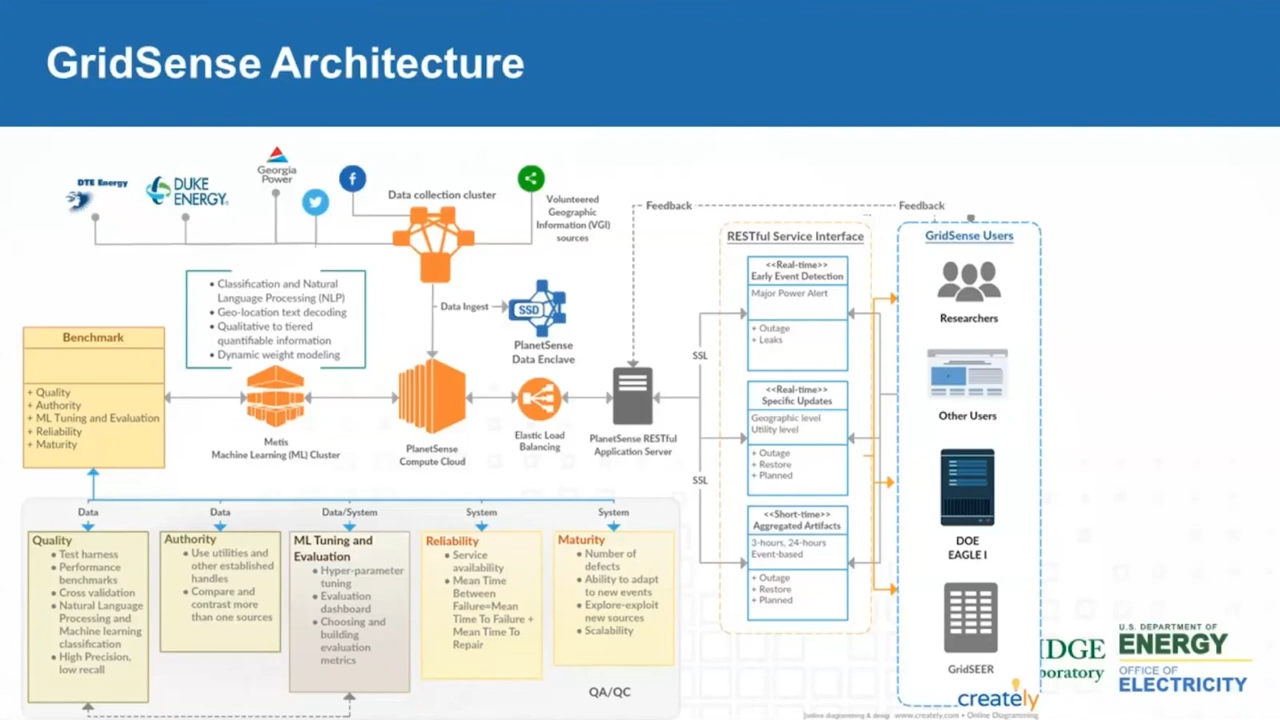 GridSense Architecture
DTE Energy
DUKE
ENERGY
Georgia
Power
Data collection cluster
Volunteered
Geographic
Information (VGI)
sources
Feedback
Feedback
• Classification and Natural
Language Processing (NLP)
• Geo-location text decoding
• Qualitative to tiered
quantifiable information
• Dynamic weight modeling
Data Ingest
SSD
PlanetSense
Data Enclave
Benchmark
+ Quality
+ Authority
+ ML Tuning and Evaluation
+ Reliability
+ Maturity
Metis
Machine Learning (ML) Cluster
PlanetSense
Compute Cloud
Elastic Load
Balancing
PlanetSense RESTful
Application Server
SSL
SSL
RESTful Service Interface
<<Real-time>>
Early Event Detection
Major Power Alert
+ Outage
+ Leaks
<<Real-time>>
Specific Updates
Geographic level
Utility level
+ Outage
+ Restore
+ Planned
<<Short-time>>
Aggregated Artifacts
3-hours, 24-hours
Event-based
+ Outage
+ Restore
+ Planned
GridSense Users
Researchers
Other Users
DOE
EAGLE I
GridSEER
Data
Data
Data/System
System
System
Quality
• Test harness
• Performance
benchmarks
• Cross validation
• Natural Language
Processing and
Machine learning
classification
• High Precision,
low recall
Authority
• Use utilities and
other established
handles
• Compare and
contrast more
than one sources
ML Tuning and
Evaluation
• Hyper-parameter
tuning
• Evaluation
dashboard
• Choosing and
building
evaluation
metrics
Reliability
• Service
availability
• Mean Time
Between
Failure=Mean
Time To Failure +
Mean Time To
Repair
Maturity
• Number of
defects
• Ability to adapt
to new events
• Explore-exploit
new sources
• Scalability
QA/QC
creately
www.creately.com • Online Diagramming
IDGE
boratory
U.S. DEPARTMENT OF
ENERGY
OFFICE OF
ELECTRICITY